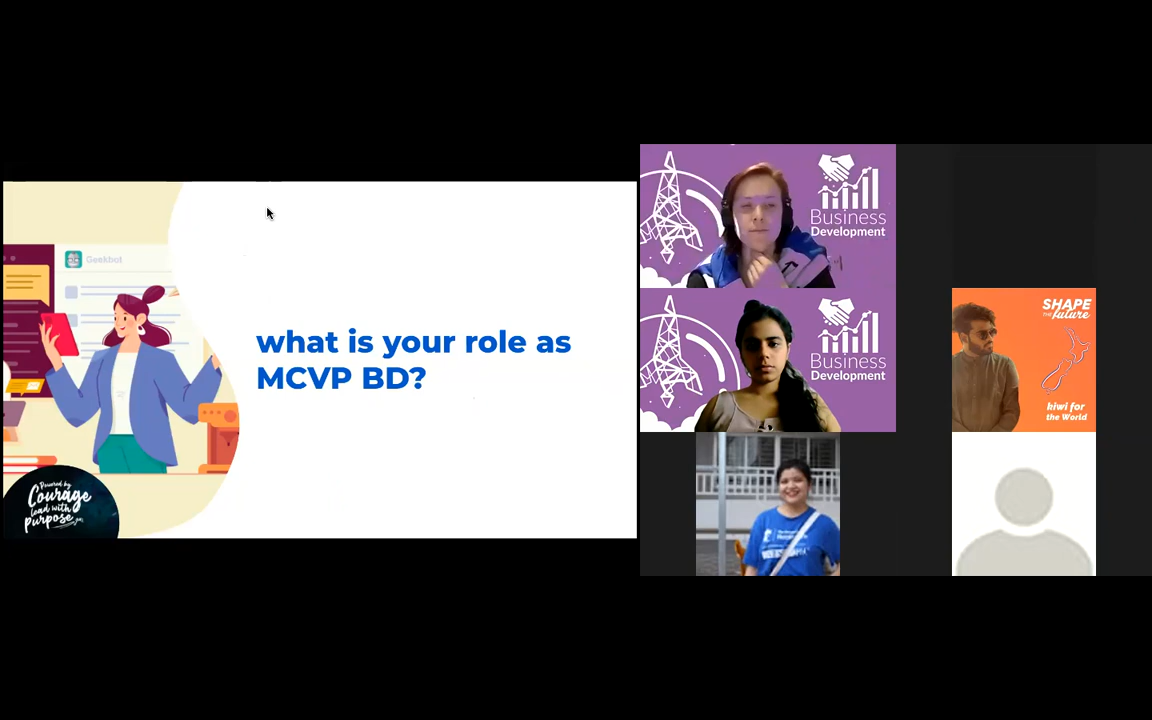 Geekbot
what is your role as
MCVP BD?
Powered by
Courage
lead with
purpose
Business
Development
Business
Development
SHAPE
THE future
kiwi for
the World